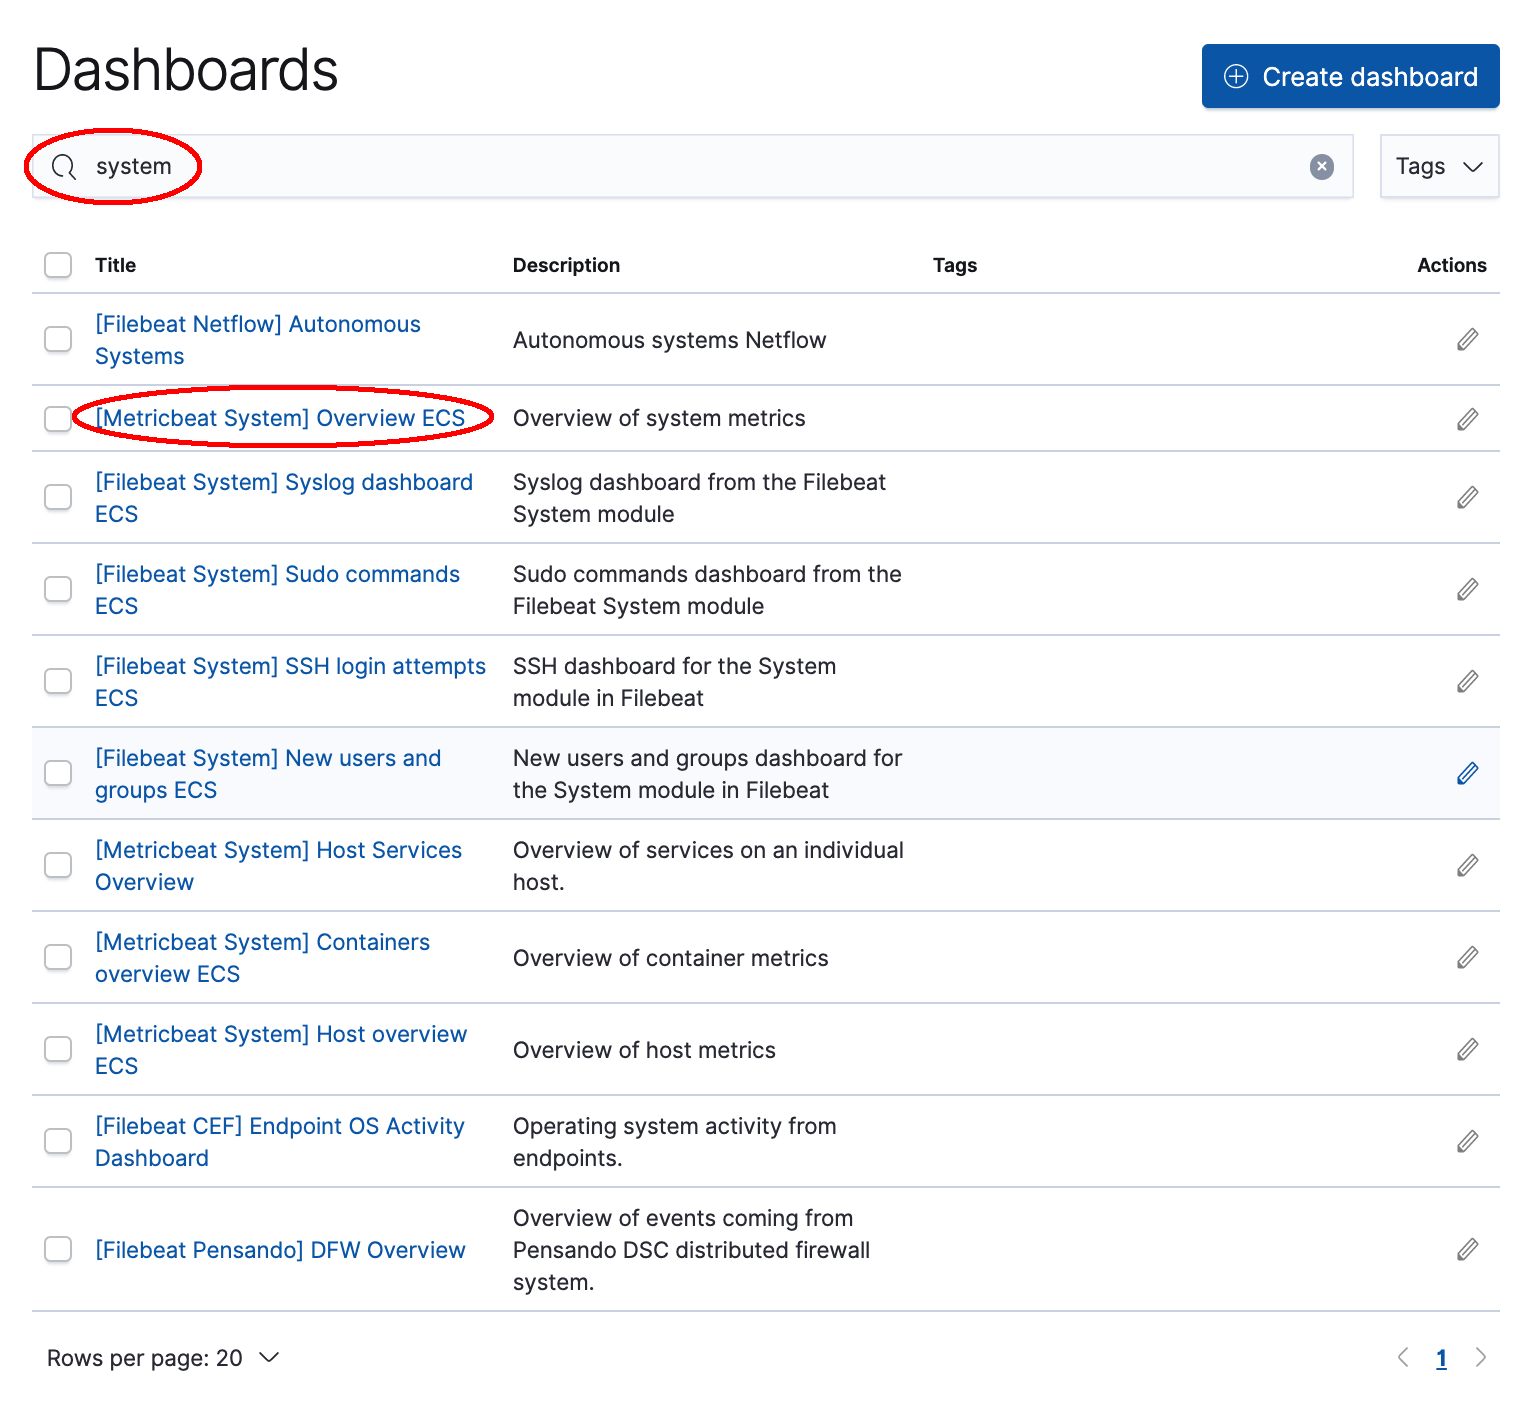 Dashboards
Create dashboard
system
Tags
Title Description Tags Actions
[Filebeat Netflow] Autonomous
Systems
Autonomous systems Netflow
[Metricbeat System] Overview ECS
Overview of system metrics
[Filebeat System] Syslog dashboard
ECS
Syslog dashboard from the Filebeat
System module
[Filebeat System] Sudo commands
ECS
Sudo commands dashboard from the
Filebeat System module
[Filebeat System] SSH login attempts
ECS
SSH dashboard for the System
module in Filebeat
[Filebeat System] New users and
groups ECS
New users and groups dashboard for
the System module in Filebeat
[Metricbeat System] Host Services
Overview
Overview of services on an individual
host.
[Metricbeat System] Containers
overview ECS
Overview of container metrics
[Metricbeat System] Host overview
ECS
Overview of host metrics
[Filebeat CEF] Endpoint OS Activity
Dashboard
Operating system activity from
endpoints.
[Filebeat Pensando] DFW Overview
Overview of events coming from
Pensando DSC distributed firewall
system.
Rows per page: 20
1